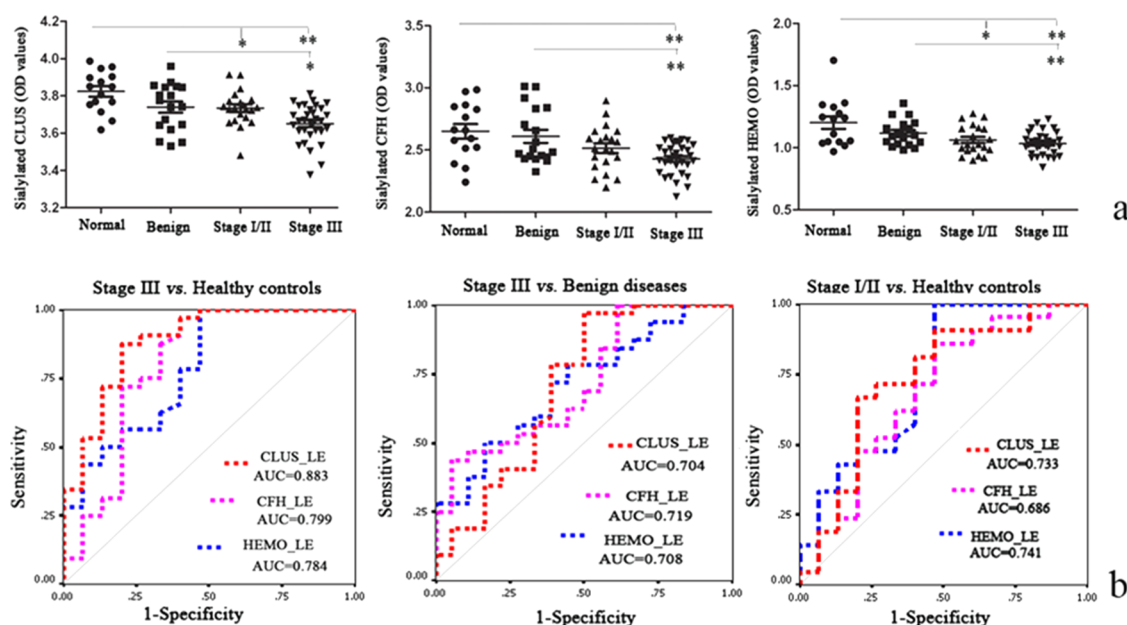 Sialylated CLUS (OD values)
4.2
4.0
3.8
3.6
3.4
3.2
*
**
*
Normal Benign Stage I/II Stage III
Sialylated CFH (OD values)
3.5
3.0
2.5
2.0
**
**
Normal Benign Stage I/II Stage III
Sialylated HEMO (OD values)
2.0
1.5
1.0
0.5
*
**
**
Normal Benign Stage I/II Stage III
a
Stage III vs. Healthy controls
Sensitivity
1.00
.75
.50
.25
0.00
CLUS_LE
AUC=0.883
CFH_LE
AUC=0.799
HEMO_LE
AUC=0.784
.00 .25 .50 .75 1.00
1-Specificity
Stage III vs. Benign diseases
Sensitivity
1.00
.75
.50
.25
0.00
CLUS_LE
AUC=0.704
CFH_LE
AUC=0.719
HEMO_LE
AUC=0.708
.00 .25 .50 .75 1.00
1-Specificity
Stage I/II vs. Healthy controls
Sensitivity
1.00
.75
.50
.25
0.00
CLUS_LE
AUC=0.733
CFH_LE
AUC=0.686
HEMO_LE
AUC=0.741
.00 .25 .50 .75 1.00
1-Specificity
b